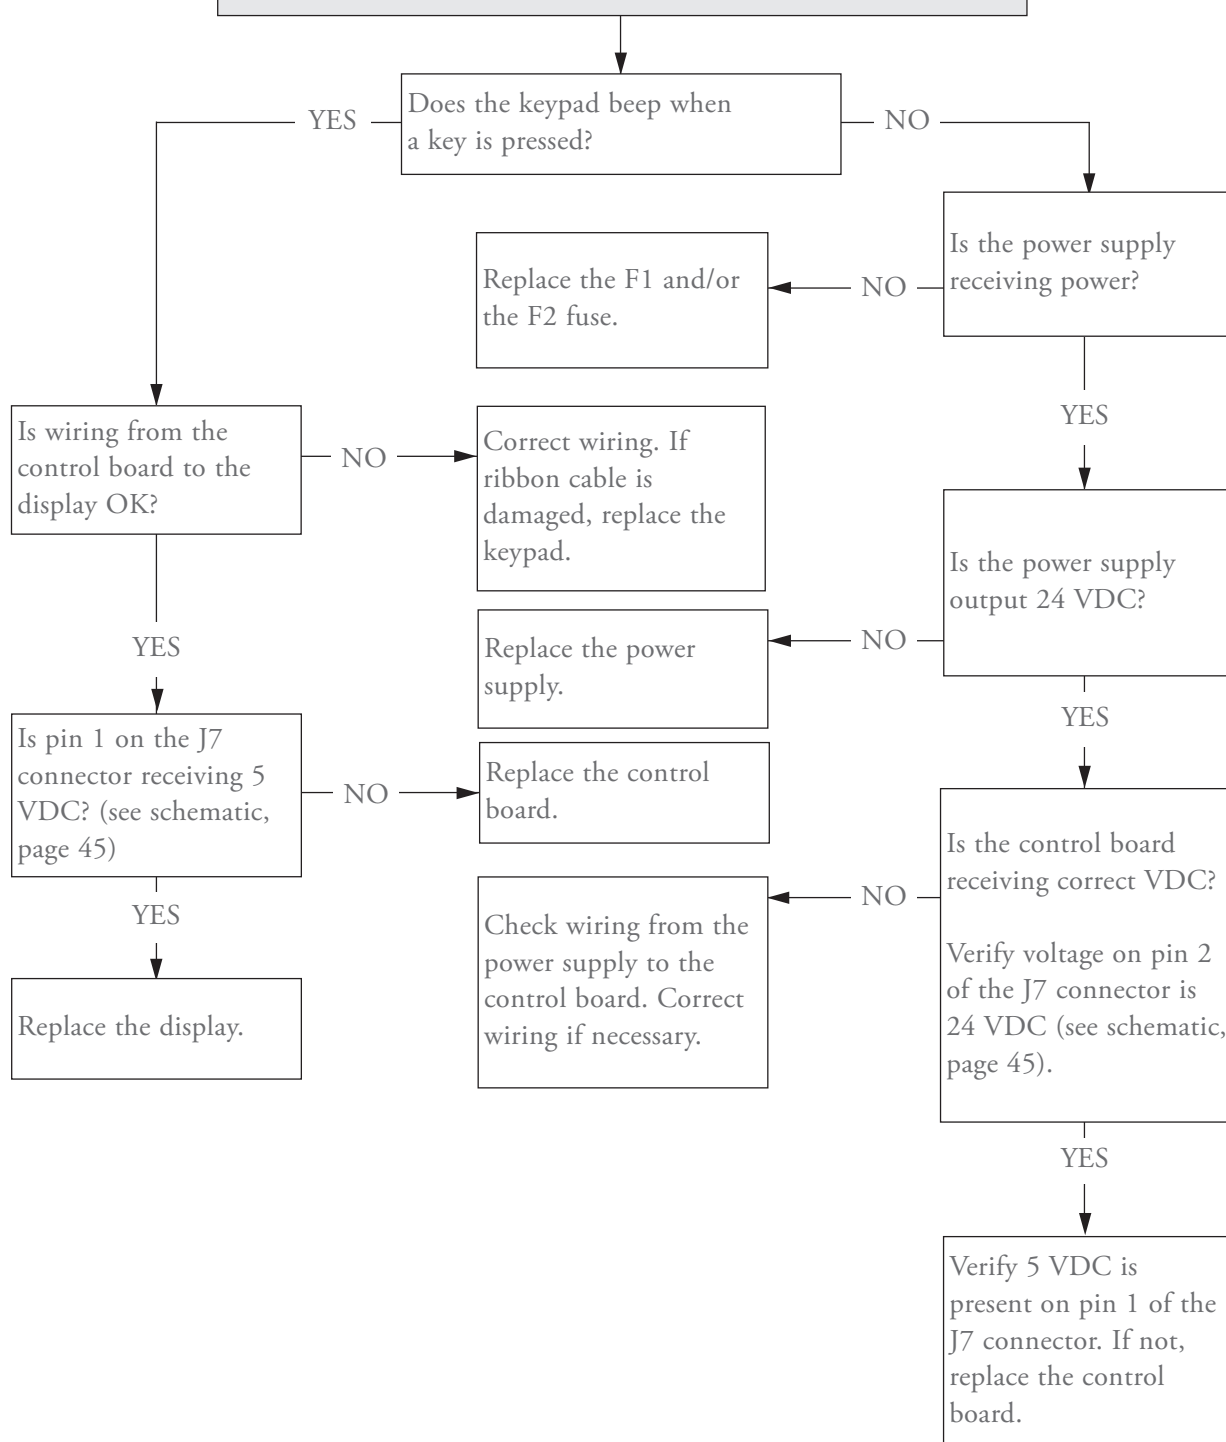 Does the keypad beep when
a key is pressed?
YES
NO
Is the power supply
receiving power?
NO
Replace the F1 and/or
the F2 fuse.
YES
Is wiring from the
control board to the
display OK?
NO
Correct wiring. If
ribbon cable is
damaged, replace the
keypad.
Is the power supply
output 24 VDC?
NO
Replace the power
supply.
YES
YES
Is pin 1 on the J7
connector receiving 5
VDC? (see schematic,
page 45)
NO
Replace the control
board.
Is the control board
receiving correct VDC?
Verify voltage on pin 2
of the J7 connector is
24 VDC (see schematic,
page 45).
NO
Check wiring from the
power supply to the
control board. Correct
wiring if necessary.
YES
Replace the display.
YES
Verify 5 VDC is
present on pin 1 of the
J7 connector. If not,
replace the control
board.